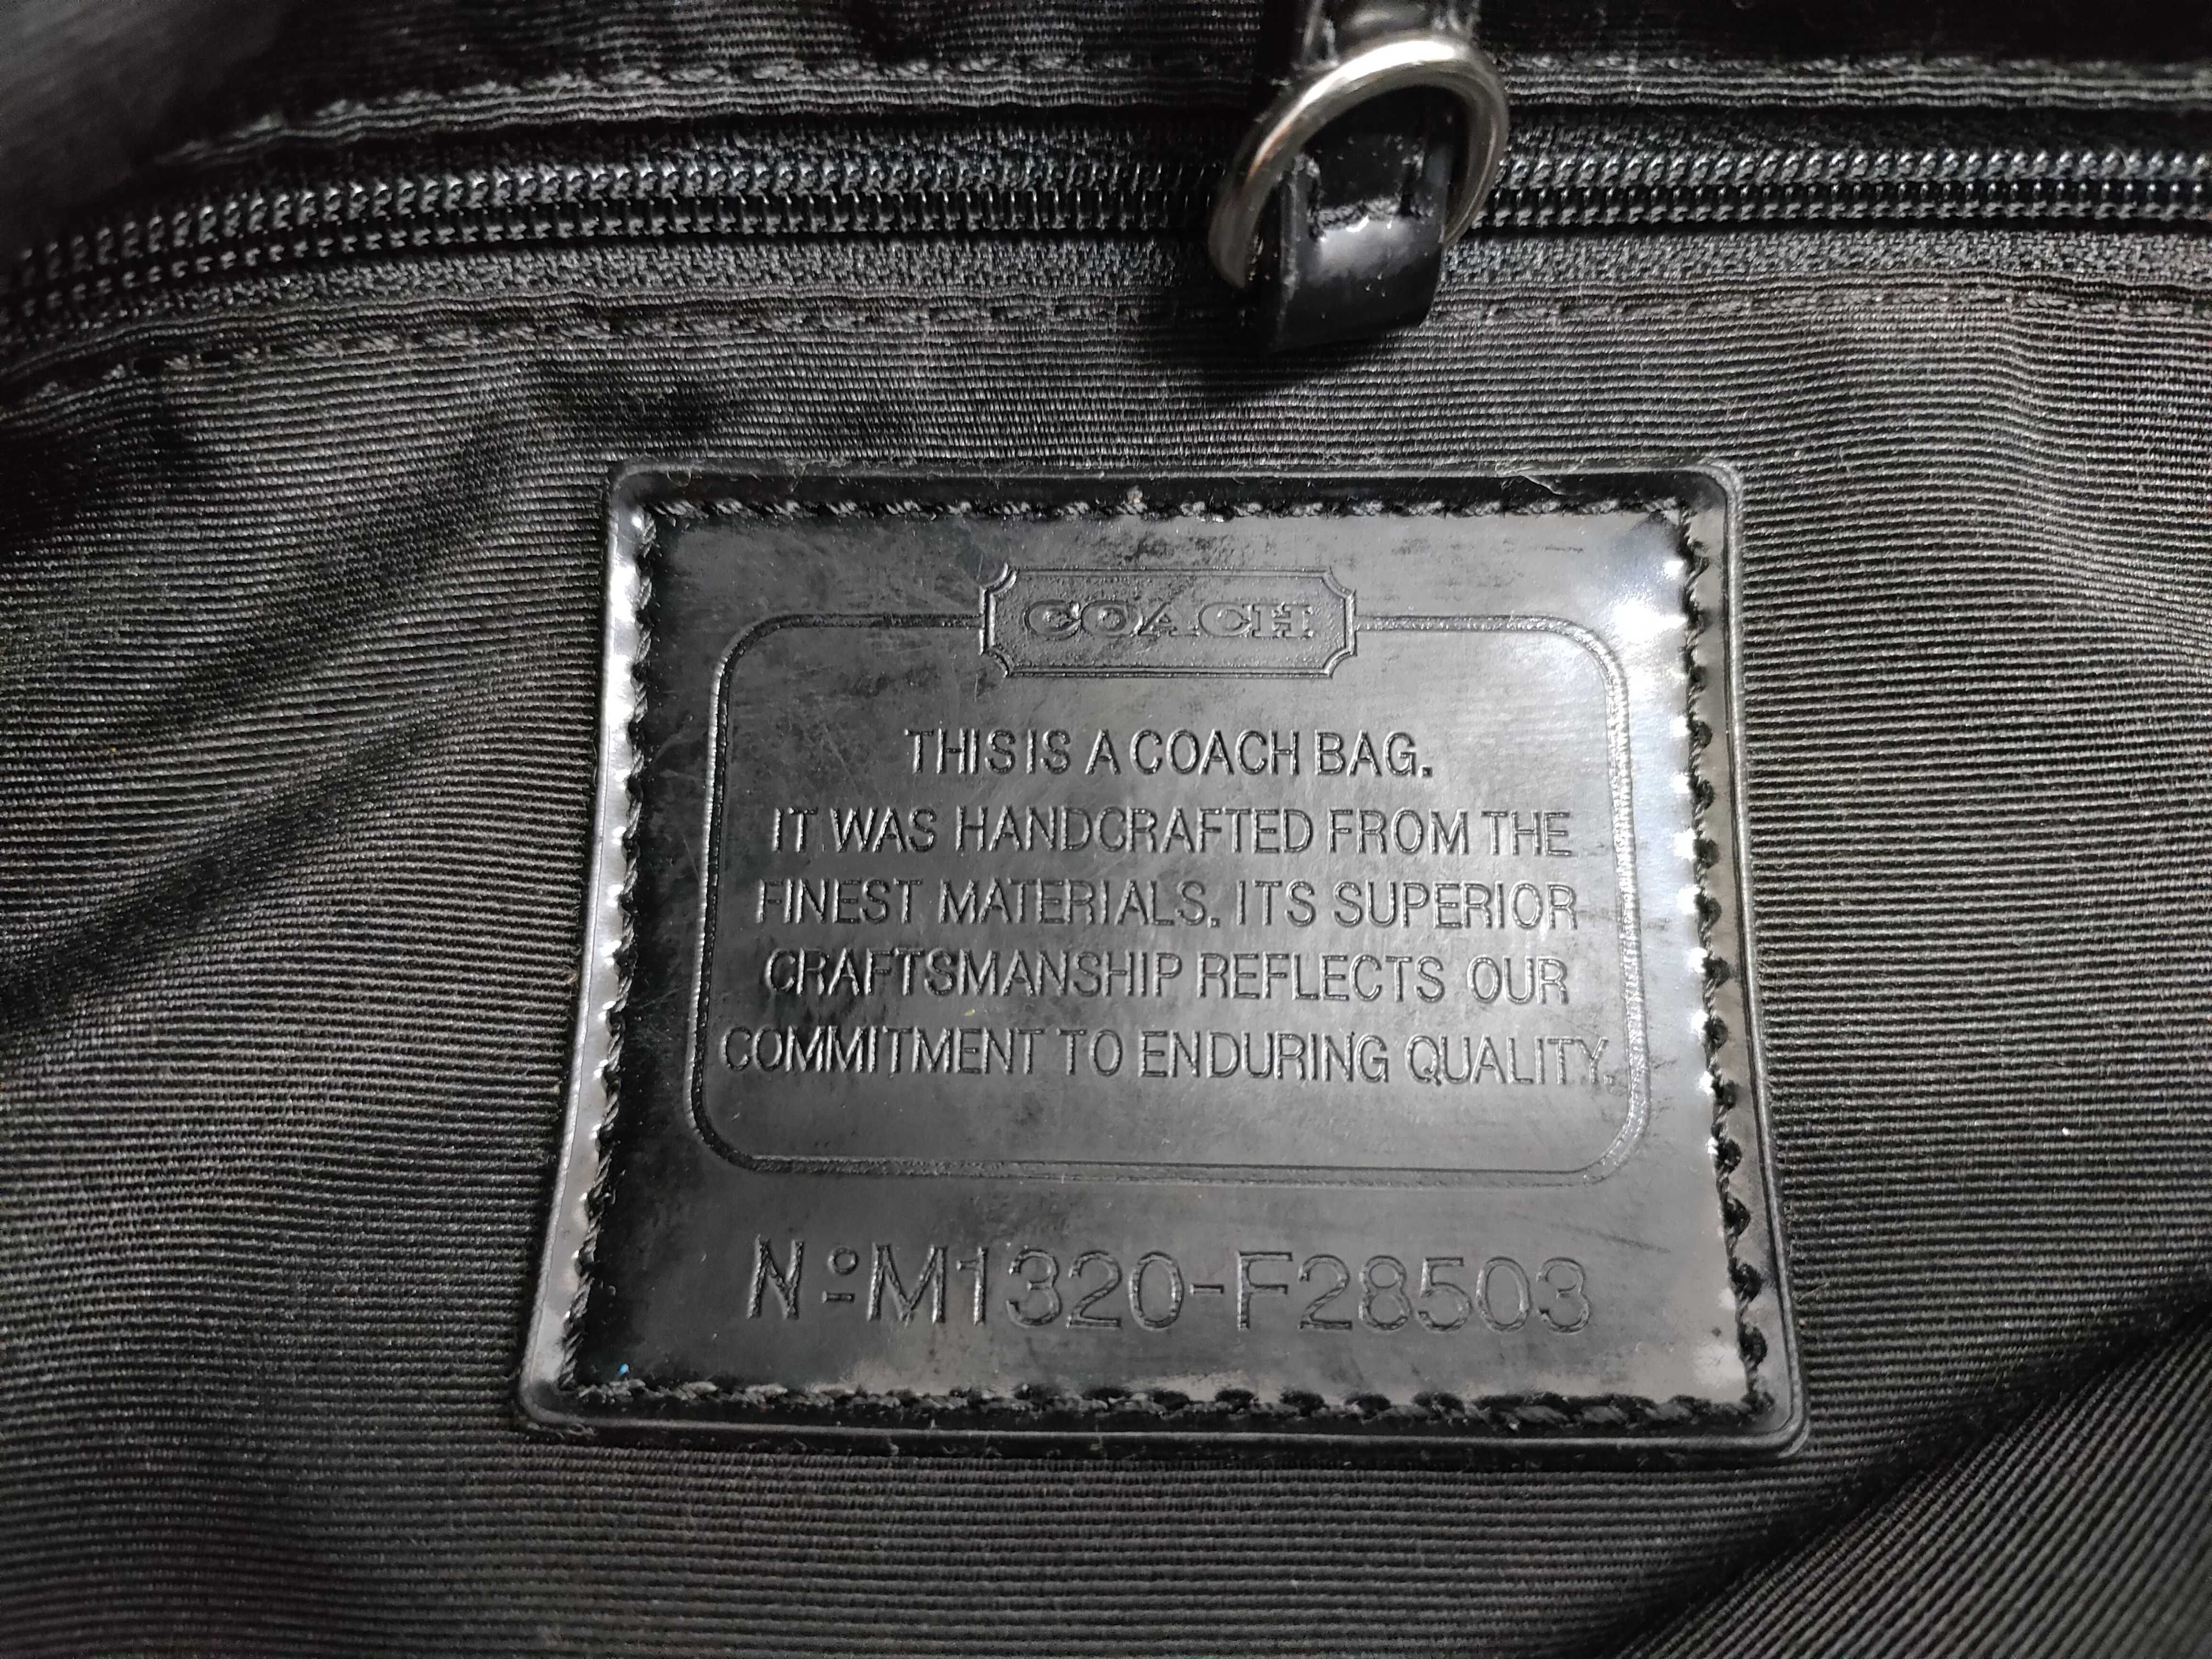 COACH
THIS IS A COACH BAG.
IT WAS HANDCRAFTED FROM THE
FINEST MATERIALS. ITS SUPERIOR
CRAFTSMANSHIP REFLECTS OUR
COMMITMENT TO ENDURING QUALITY.
Nº M1320-F28503